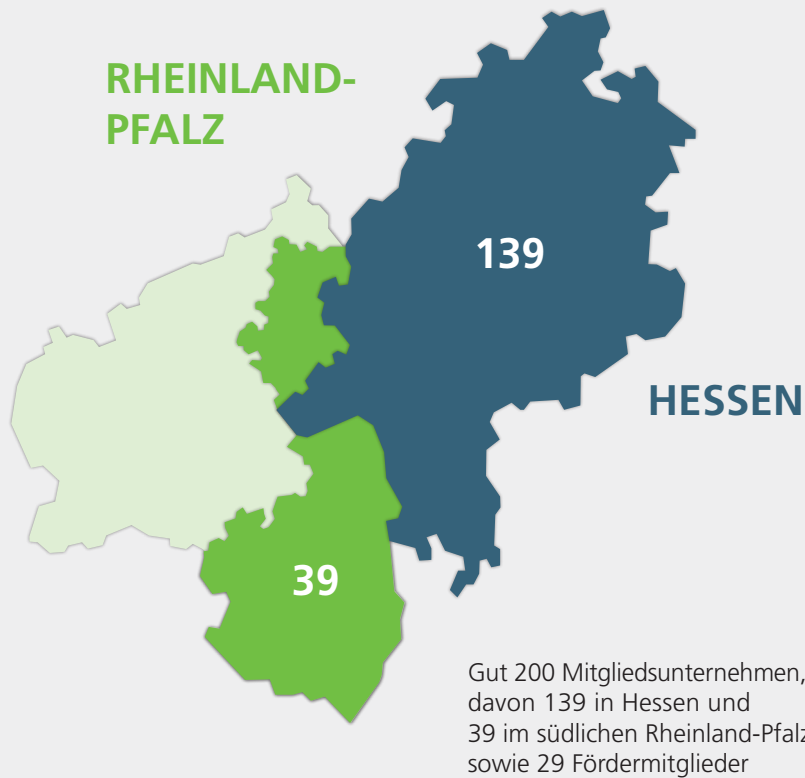 RHEINLAND-
PFALZ
139
HESSEN
39
Gut 200 Mitgliedsunternehmen,
davon 139 in Hessen und
39 im südlichen Rheinland-Pfalz
sowie 29 Fördermitglieder